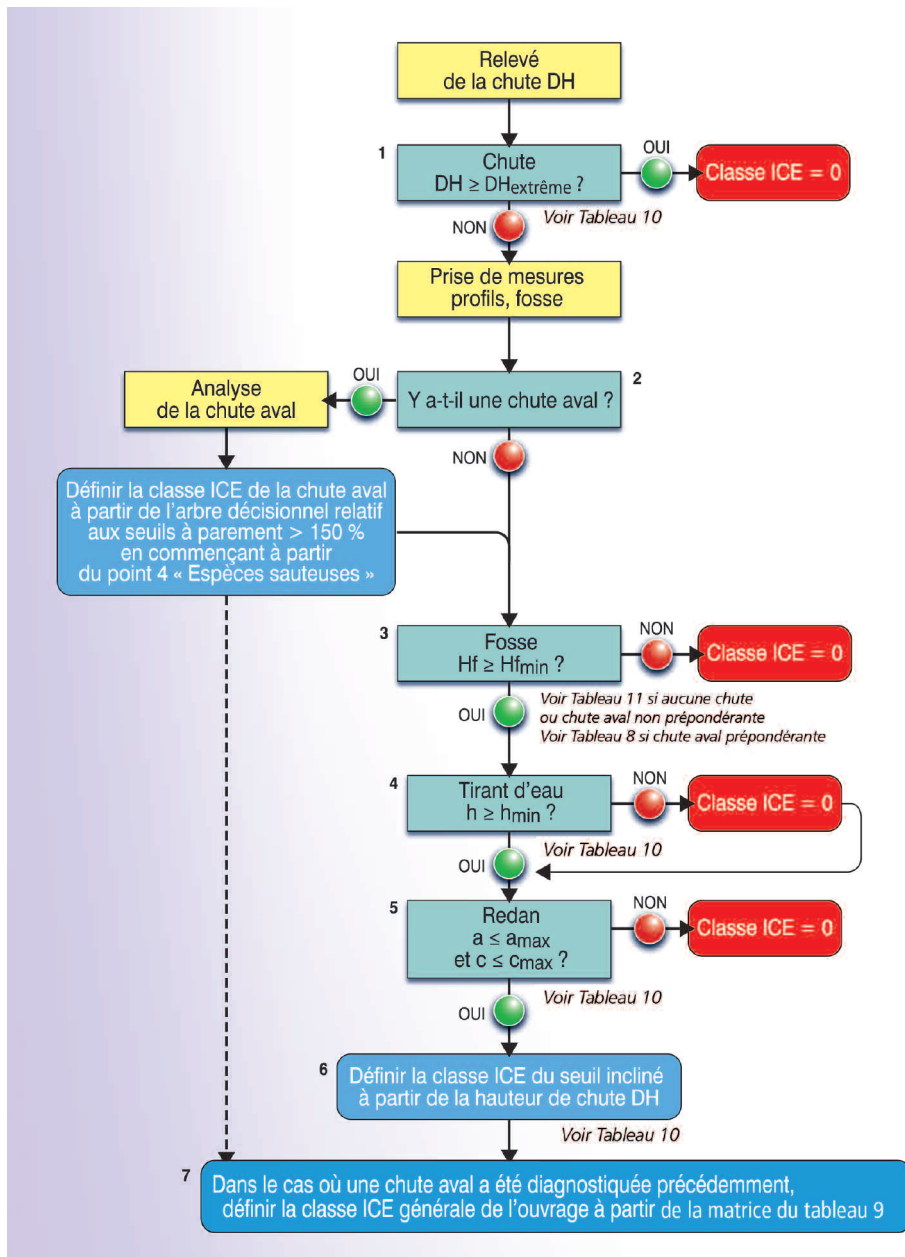 Relevé
de la chute DH
1
Chute
DH ≥ DHextrême ?
OUI
Classe ICE = 0
Voir Tableau 10
NON
Prise de mesures
profils, fosse
2
Y a-t-il une chute aval ?
OUI
Analyse
de la chute aval
NON
Définir la classe ICE de la chute aval
à partir de l'arbre décisionnel relatif
aux seuils à parement > 150 %
en commençant à partir
du point 4 « Espèces sauteuses »
3
Fosse
Hf ≥ Hfmin ?
NON
Classe ICE = 0
Voir Tableau 11 si aucune chute
ou chute aval non prépondérante
Voir Tableau 8 si chute aval prépondérante
OUI
4
Tirant d'eau
h ≥ hmin ?
NON
Classe ICE = 0
Voir Tableau 10
OUI
5
Redan
a ≤ amax
et c ≤ cmax ?
NON
Classe ICE = 0
Voir Tableau 10
OUI
6
Définir la classe ICE du seuil incliné
à partir de la hauteur de chute DH
Voir Tableau 10
7
Dans le cas où une chute aval a été diagnostiquée précédemment,
définir la classe ICE générale de l'ouvrage à partir de la matrice du tableau 9